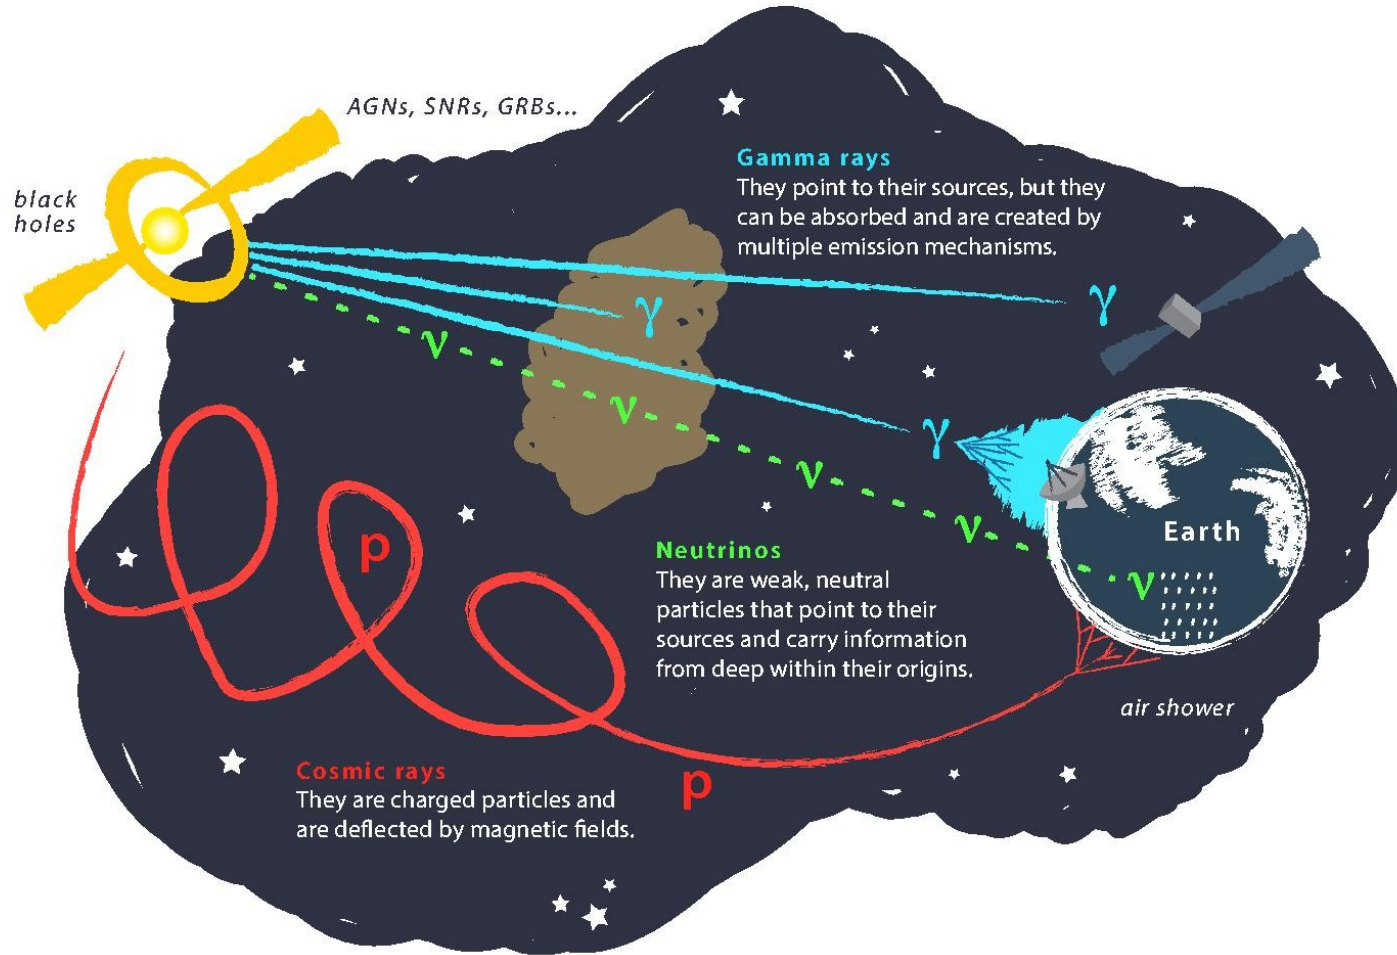 AGNs, SNRs, GRBs...
black
holes
Gamma rays
They point to their sources, but they
can be absorbed and are created by
multiple emission mechanisms.
γ
γ
ν
ν
γ
ν
ν
p
Earth
ν
Neutrinos
They are weak, neutral
particles that point to their
sources and carry information
from deep within their origins.
air shower
Cosmic rays
They are charged particles and
are deflected by magnetic fields.
p